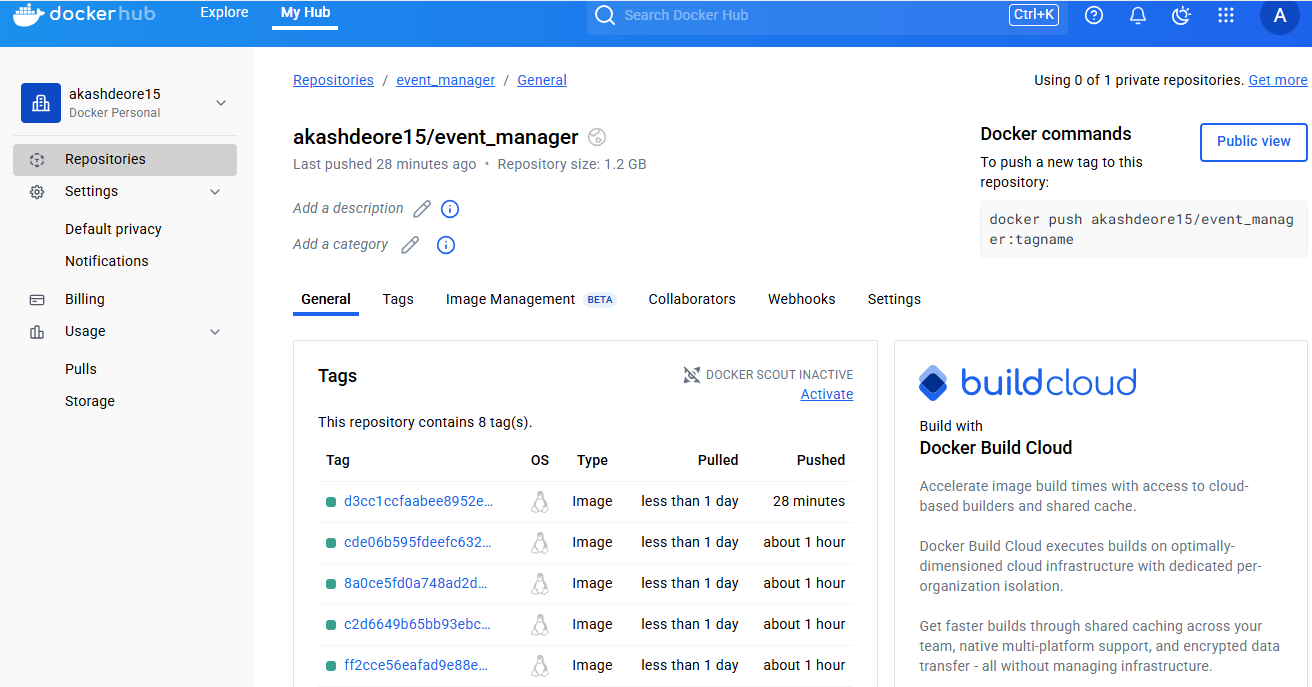 dockerhub
Explore
My Hub
Search Docker Hub
Ctrl+K
A
akashdeore15
Docker Personal
Repositories
Settings
Default privacy
Notifications
Billing
Usage
Pulls
Storage
Repositories / event_manager / General
Using 0 of 1 private repositories. Get more
akashdeore15/event_manager
Last pushed 28 minutes ago • Repository size: 1.2 GB
Add a description
Add a category
Docker commands
Public view
To push a new tag to this
repository:
docker push akashdeore15/event_manag
er:tagname
General
Tags
Image Management BETA
Collaborators
Webhooks
Settings
Tags
DOCKER SCOUT INACTIVE
Activate
This repository contains 8 tag(s).
Tag OS Type Pulled Pushed
d3cc1ccfaabee8952e... Image less than 1 day 28 minutes
cde06b595fdeefc632... Image less than 1 day about 1 hour
8a0ce5fd0a748ad2d... Image less than 1 day about 1 hour
c2d6649b65bb93ebc... Image less than 1 day about 1 hour
ff2cce56eafad9e88e... Image less than 1 day about 1 hour
buildcloud
Build with
Docker Build Cloud
Accelerate image build times with access to cloud-
based builders and shared cache.
Docker Build Cloud executes builds on optimally-
dimensioned cloud infrastructure with dedicated per-
organization isolation.
Get faster builds through shared caching across your
team, native multi-platform support, and encrypted data
transfer - all without managing infrastructure.